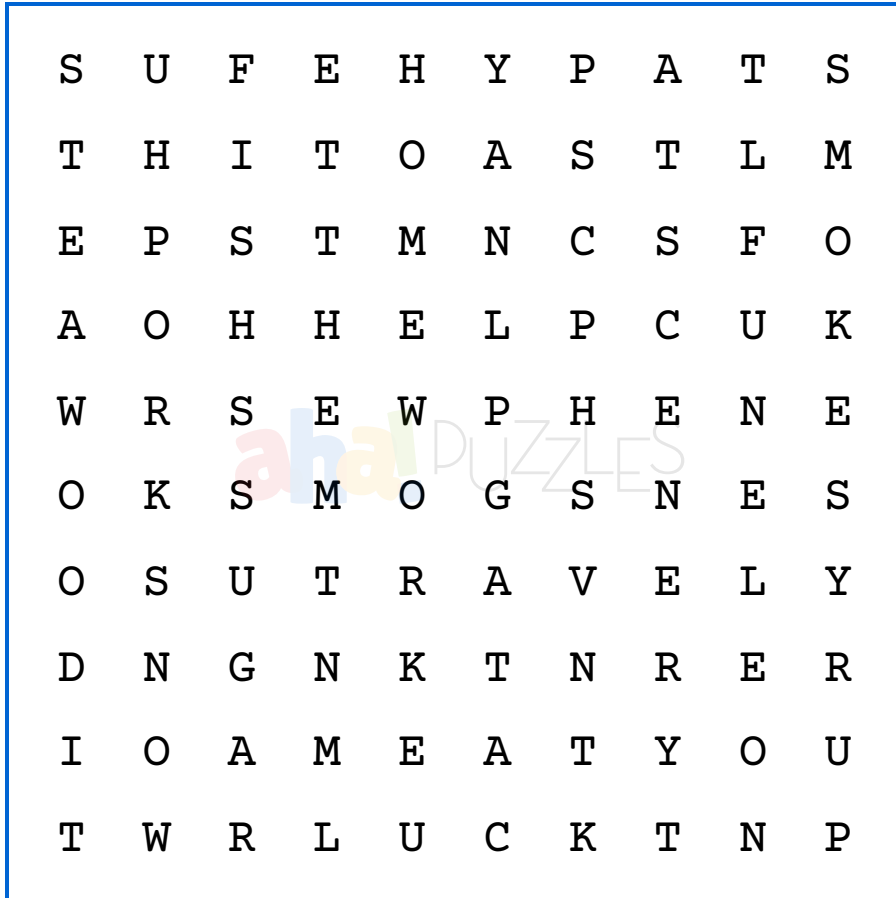 S U F E H Y P A T S
T H I T O A S T L M
E P S T M N C S F O
A O H H E L P C U K
W R S E W P H E N E
aha! PUZZLES
O K S M O G S N E S
O S U T R A V E L Y
D N G N K T N R E R
I O A M E A T Y O U
T W R L U C K T N P